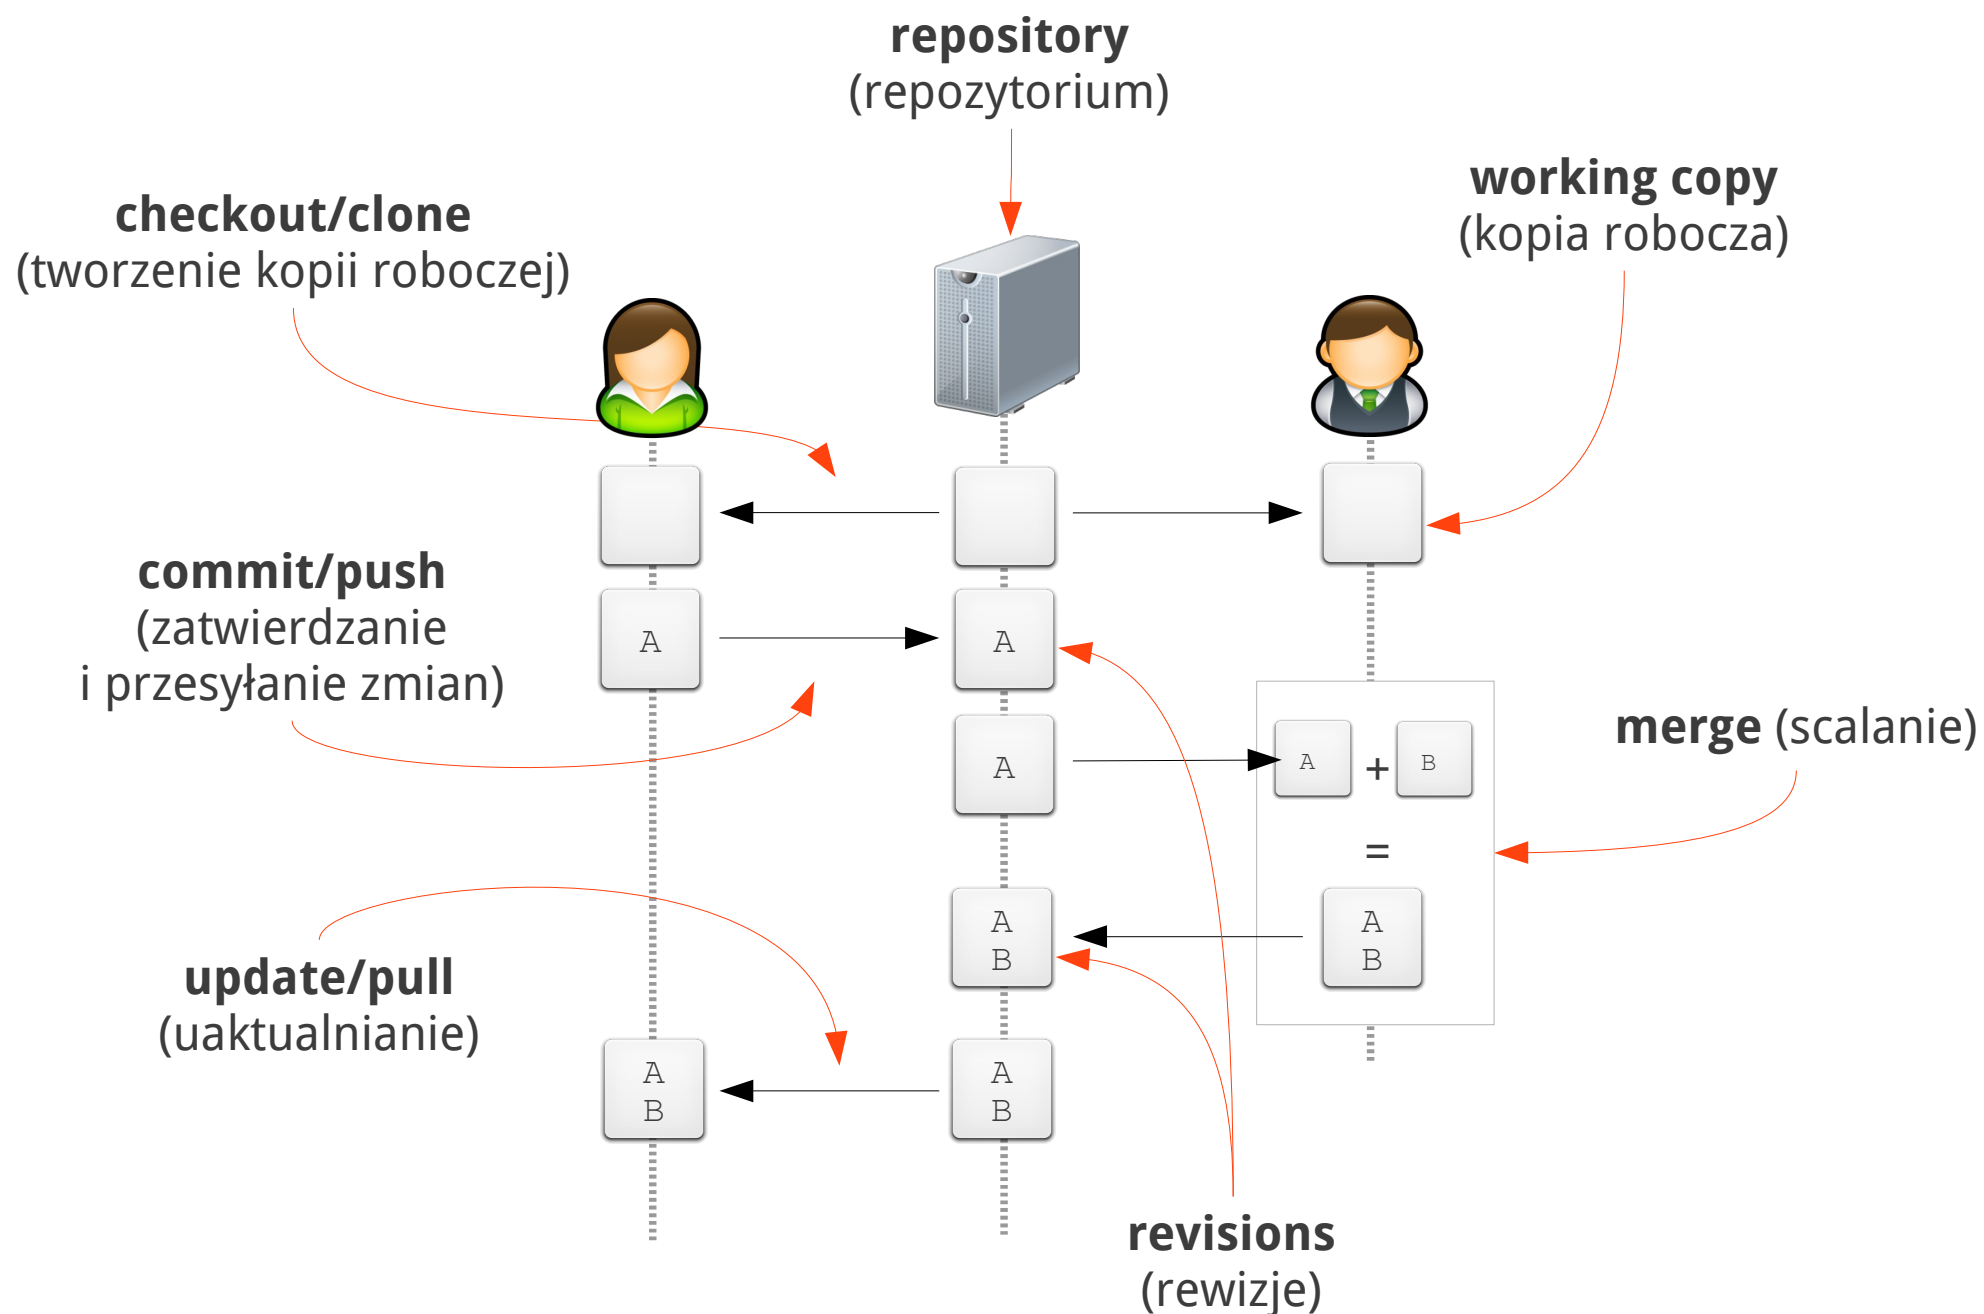 repository
(repozytorium)
working copy
(kopia robocza)
checkout/clone
(tworzenie kopii roboczej)
commit/push
(zatwierdzanie
i przesyłanie zmian)
A
A
merge (scalanie)
A
A + B
=
A
B
A
B
update/pull
(uaktualnianie)
A
B
A
B
revisions
(rewizje)